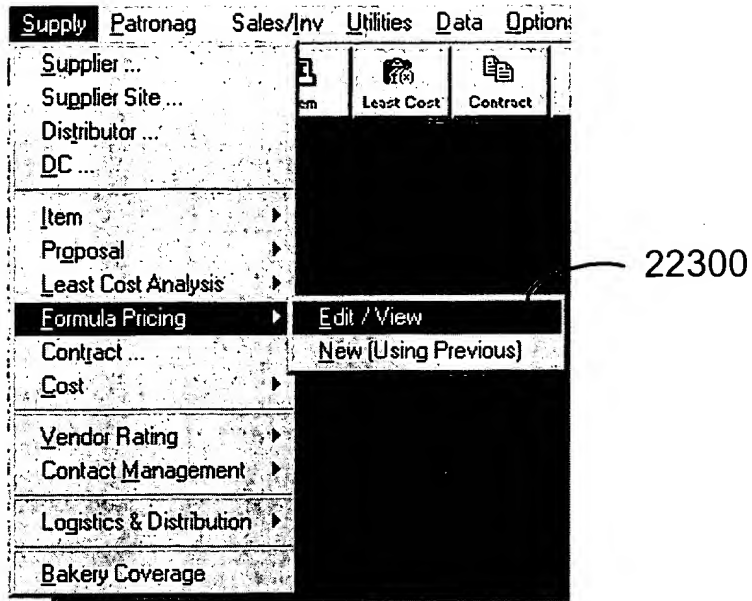 Supply Patronag Sales/Inv Utilities Data Option
Supplier ...
Supplier Site ...
Distributor ...
DC ...
Least Cost Contract
Item
Proposal
Least Cost Analysis
Formula Pricing
Edit / View
22300
New (Using Previous)
Contract ...
Cost
Vendor Rating
Contact Management
Logistics & Distribution
Bakery Coverage